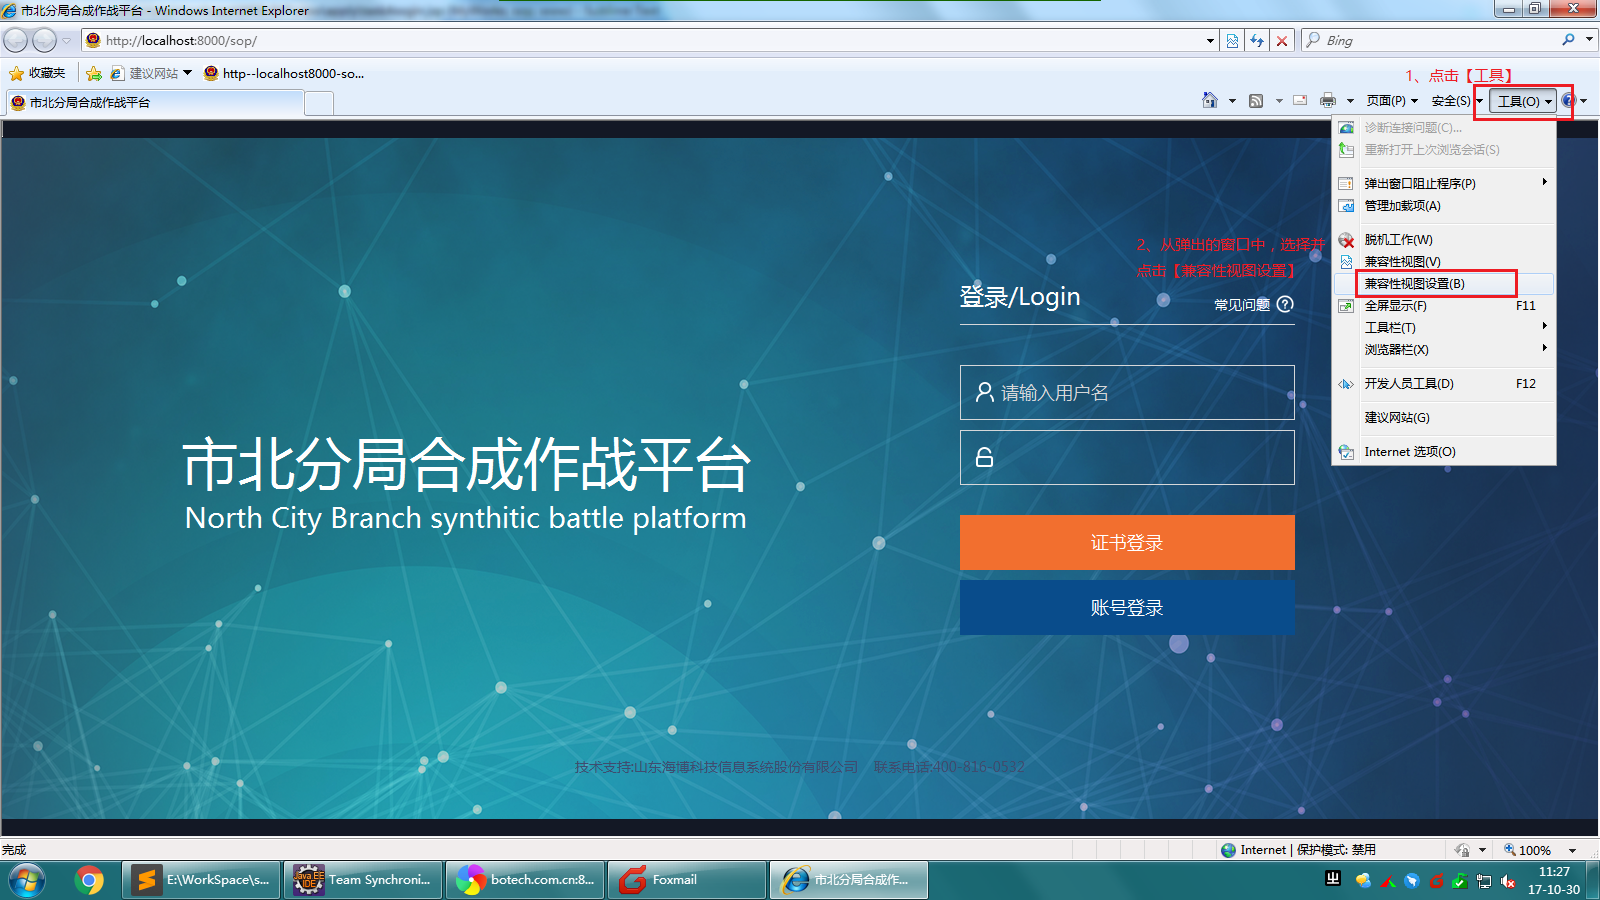 市北分局合成作战平台 - Windows Internet Explorer
http://localhost:8000/sop/
Bing
收藏夹
建议网站
http--localhost8000-so...
1、点击【工具】
市北分局合成作战平台
页面(P)
安全(S)
工具(O)
诊断连接问题(C)...
重新打开上次浏览会话(S)
弹出窗口阻止程序(P)
管理加载项(A)
脱机工作(W)
兼容性视图(V)
兼容性视图设置(B)
全屏显示(F) F11
工具栏(T)
浏览器栏(X)
开发人员工具(D) F12
建议网站(G)
Internet 选项(O)
2、从弹出的窗口中，选择并
点击【兼容性视图设置】
登录/Login
常见问题
请输入用户名
市北分局合成作战平台
North City Branch synthitic battle platform
证书登录
账号登录
技术支持:山东海博科技信息系统股份有限公司 联系电话:400-816-0532
完成
Internet | 保护模式: 禁用
100%
E:\WorkSpace\s...
Java EE
IDE
Team Synchroni...
botech.com.cn:8...
Foxmail
市北分局合成作...
11:27
17-10-30